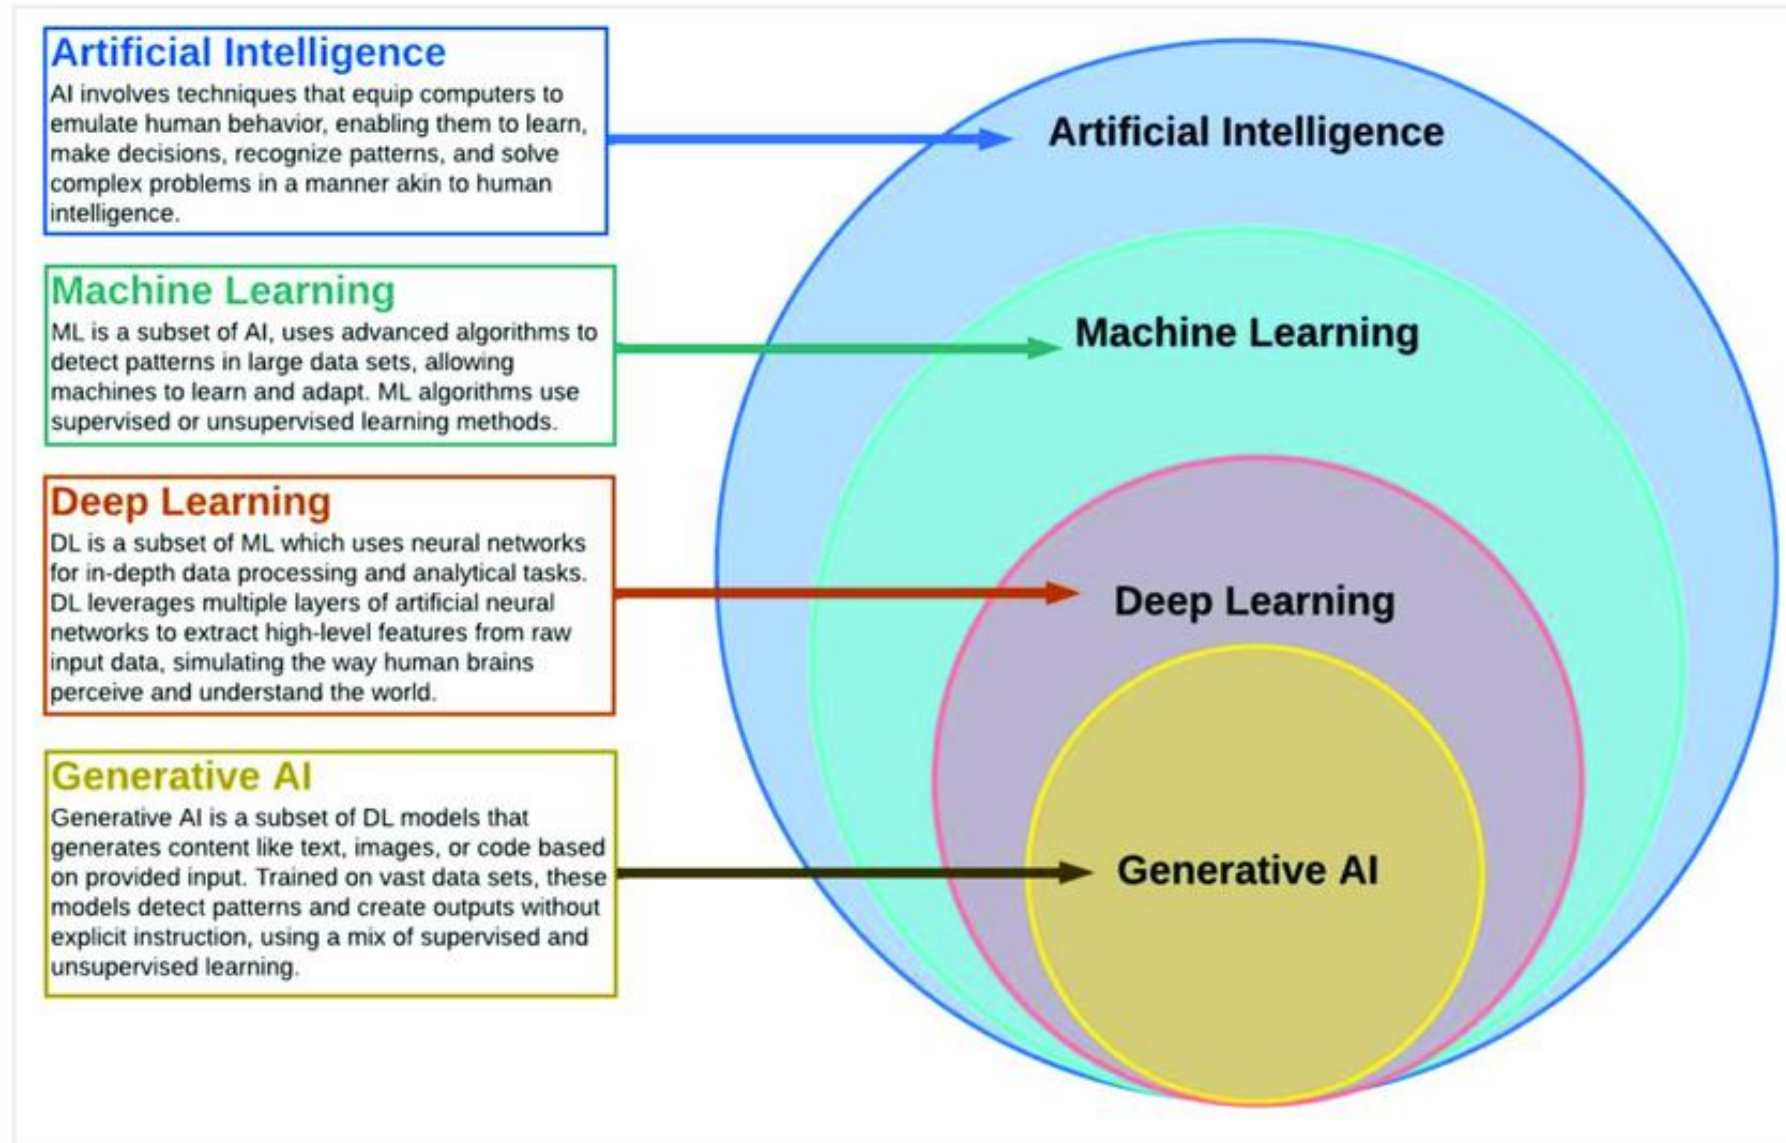 Artificial Intelligence
AI involves techniques that equip computers to
emulate human behavior, enabling them to learn,
make decisions, recognize patterns, and solve
complex problems in a manner akin to human
intelligence.
Machine Learning
ML is a subset of AI, uses advanced algorithms to
detect patterns in large data sets, allowing
machines to learn and adapt. ML algorithms use
supervised or unsupervised learning methods.
Deep Learning
DL is a subset of ML which uses neural networks
for in-depth data processing and analytical tasks.
DL leverages multiple layers of artificial neural
networks to extract high-level features from raw
input data, simulating the way human brains
perceive and understand the world.
Generative AI
Generative AI is a subset of DL models that
generates content like text, images, or code based
on provided input. Trained on vast data sets, these
models detect patterns and create outputs without
explicit instruction, using a mix of supervised and
unsupervised learning.
Artificial Intelligence
Machine Learning
Deep Learning
Generative AI